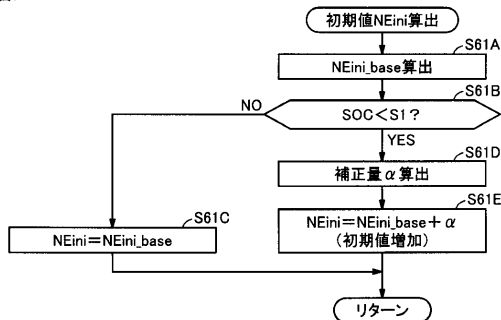 初期値NEini算出
S61A
NEini_base算出
S61B
NO
SOC<S1?
YES
S61D
補正量α算出
S61C
S61E
NEini=NEini_base
NEini=NEini_base+α
(初期値増加)
リターン